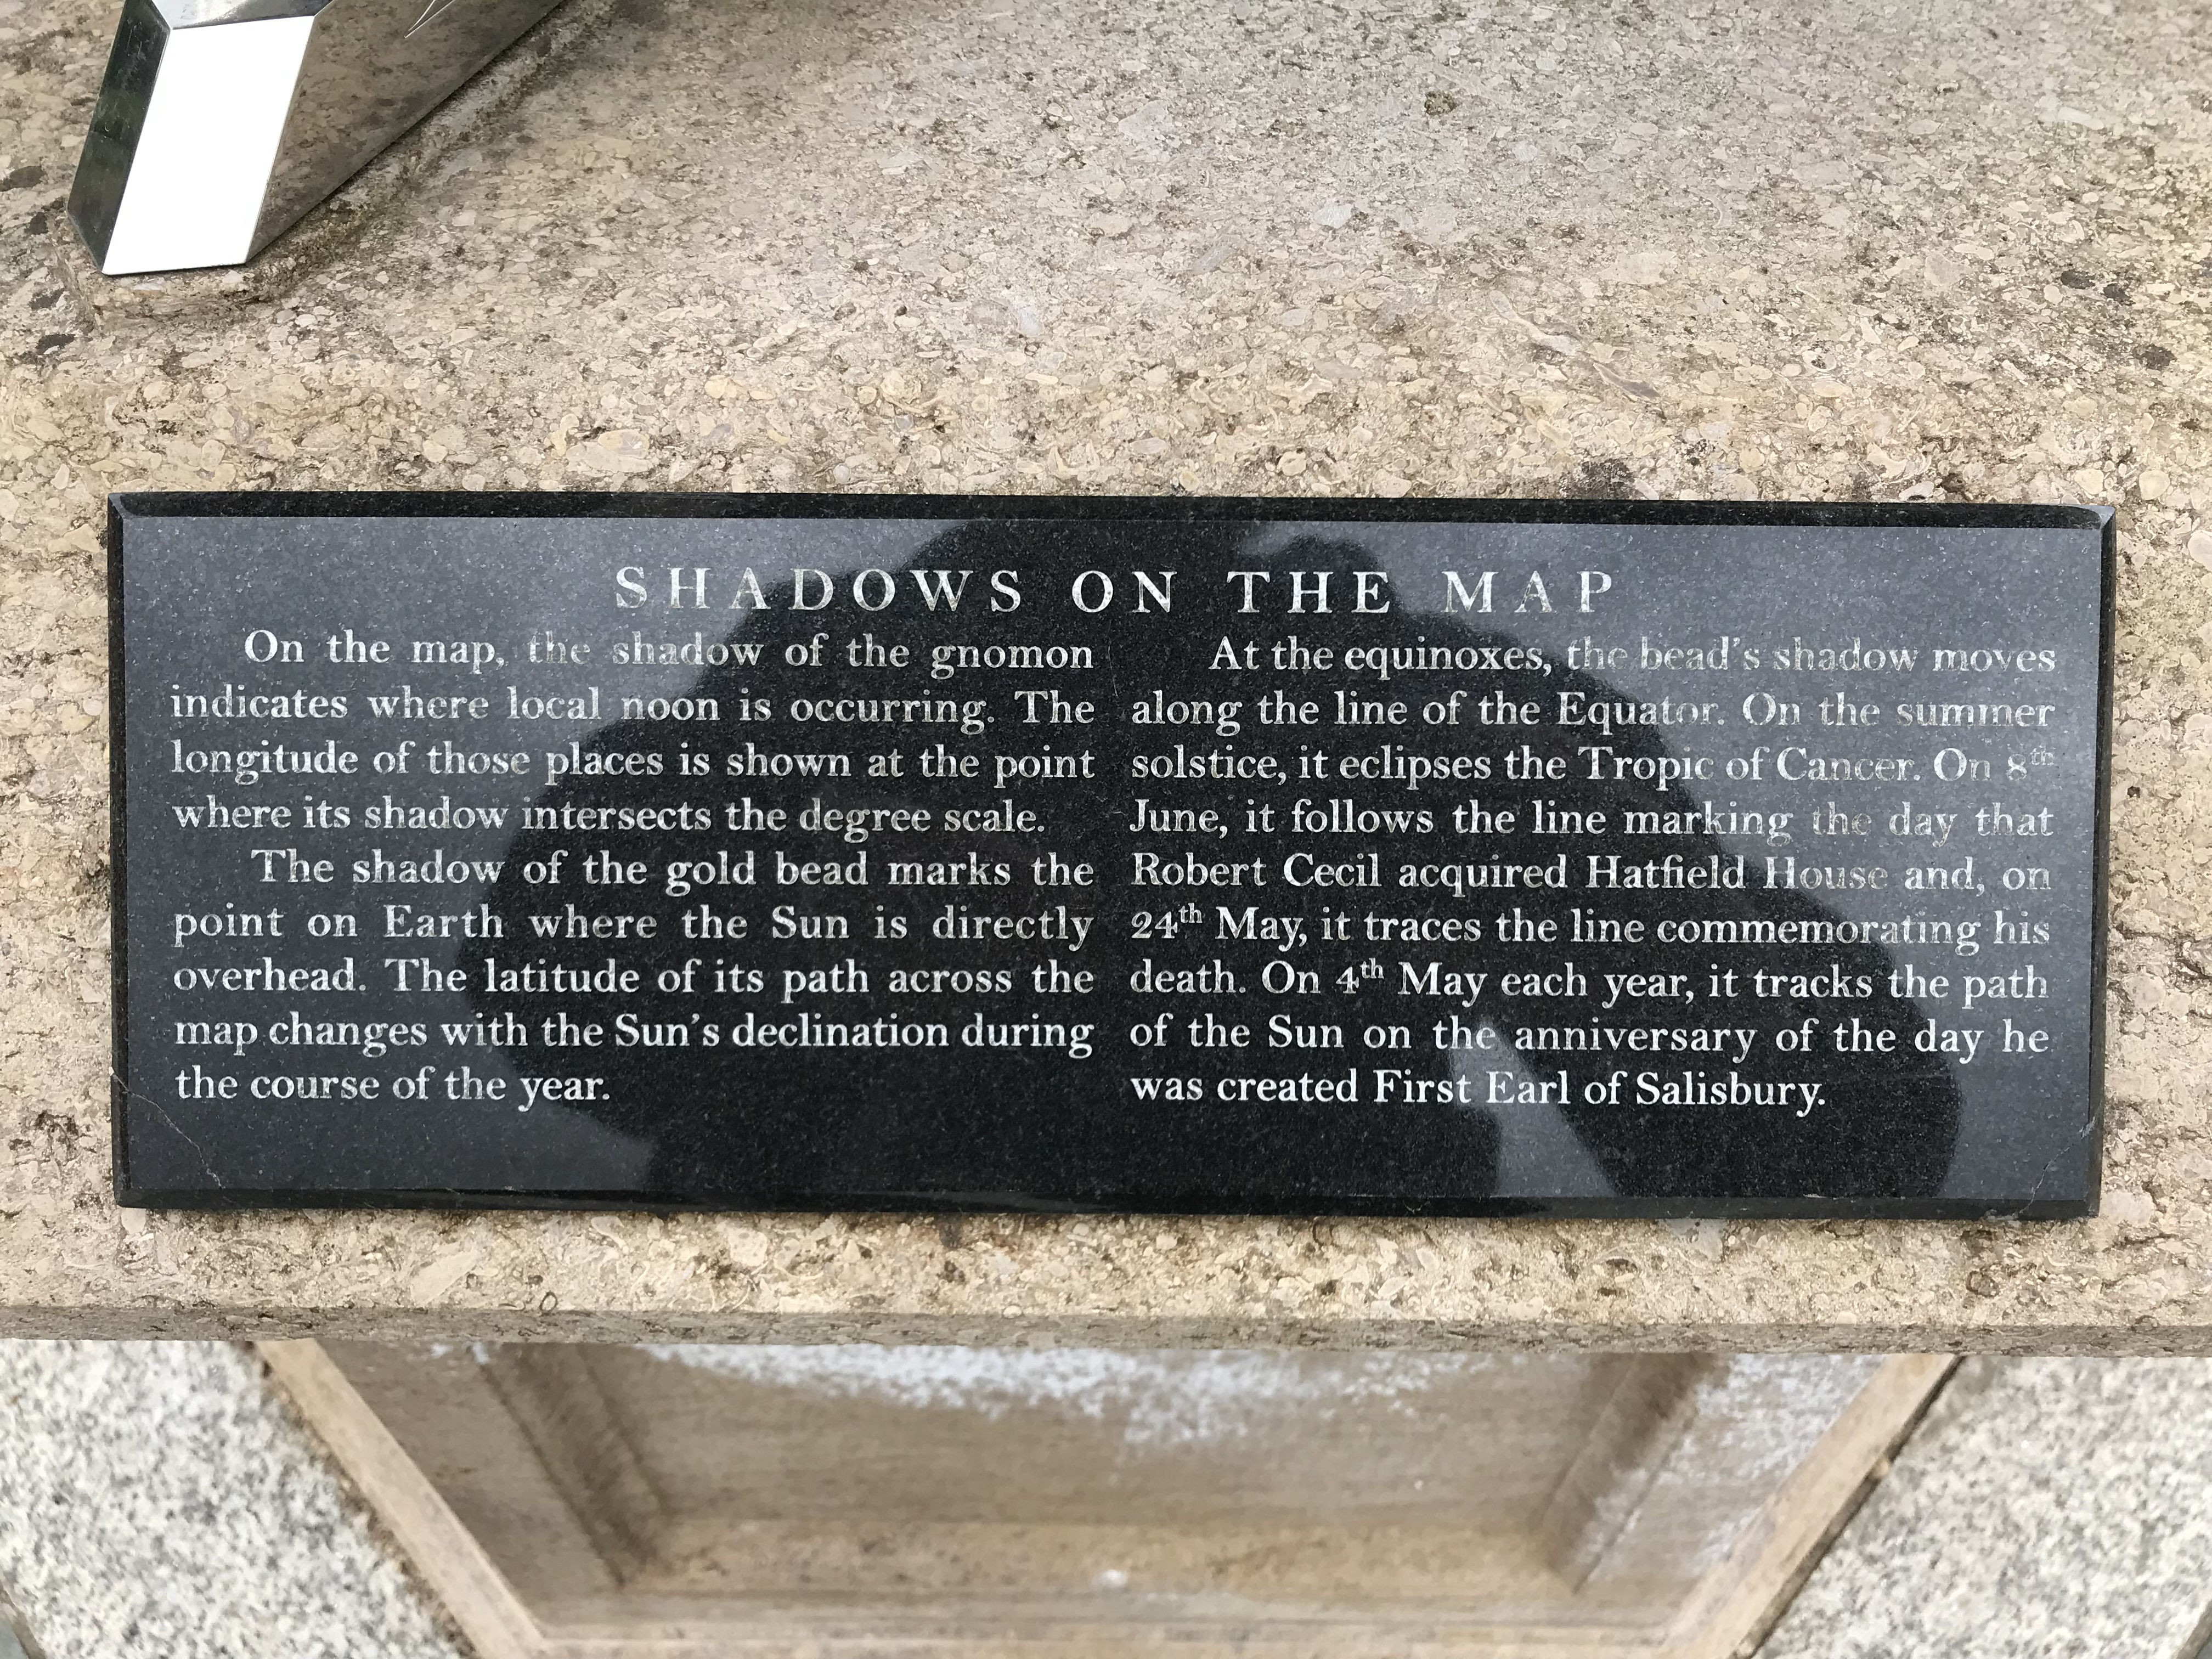 SHADOWS ON THE MAP
On the map, the shadow of the gnomon
indicates where local noon is occurring. The
longitude of those places is shown at the point
where its shadow intersects the degree scale.
The shadow of the gold bead marks the
point on Earth where the Sun is directly
overhead. The latitude of its path across the
map changes with the Sun's declination during
the course of the year.
At the equinoxes, the bead's shadow moves
along the line of the Equator. On the summer
solstice, it eclipses the Tropic of Cancer. On 8th
June, it follows the line marking the day that
Robert Cecil acquired Hatfield House and, on
24th May, it traces the line commemorating his
death. On 4th May each year, it tracks the path
of the Sun on the anniversary of the day he
was created First Earl of Salisbury.